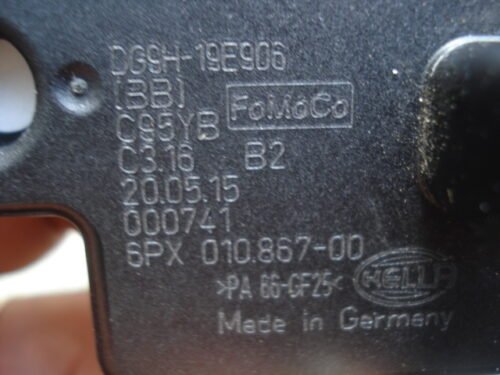 DG9H-19E906
(BB) FoMoCo
C95YB
C3.16 B2
20.05.15
000741
6PX 010.867-00
>PA 66-GF25< HELLA
Made in Germany